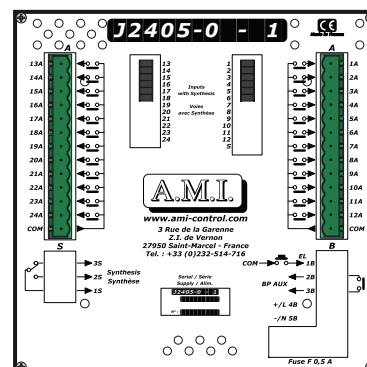 J2405-0 - 1
CE
Made in France
A
A
13A
14A
15A
16A
17A
18A
19A
20A
21A
22A
23A
24A
COM
13
14
15
16
17
18
19
20
21
22
23
24
Inputs
with Synthesis
Voies
avec Synthèse
1
2
3
4
5
6
7
8
9
10
11
12
S
1A
2A
3A
4A
5A
6A
7A
8A
9A
10A
11A
12A
COM
A.M.I.
www.ami-control.com
3 Rue de la Garenne
Z.I. de Vernon
27950 Saint-Marcel - France
Tel. : +33 (0)232-514-716
S
3S
2S
1S
Synthesis
Synthèse
Serial / Série
Supply / Alim.
J2405-0 - 1
N° :
B
COM
EL
1B
BP AUX
2B
3B
+/L 4B
-/N 5B
Fuse F 0,5 A